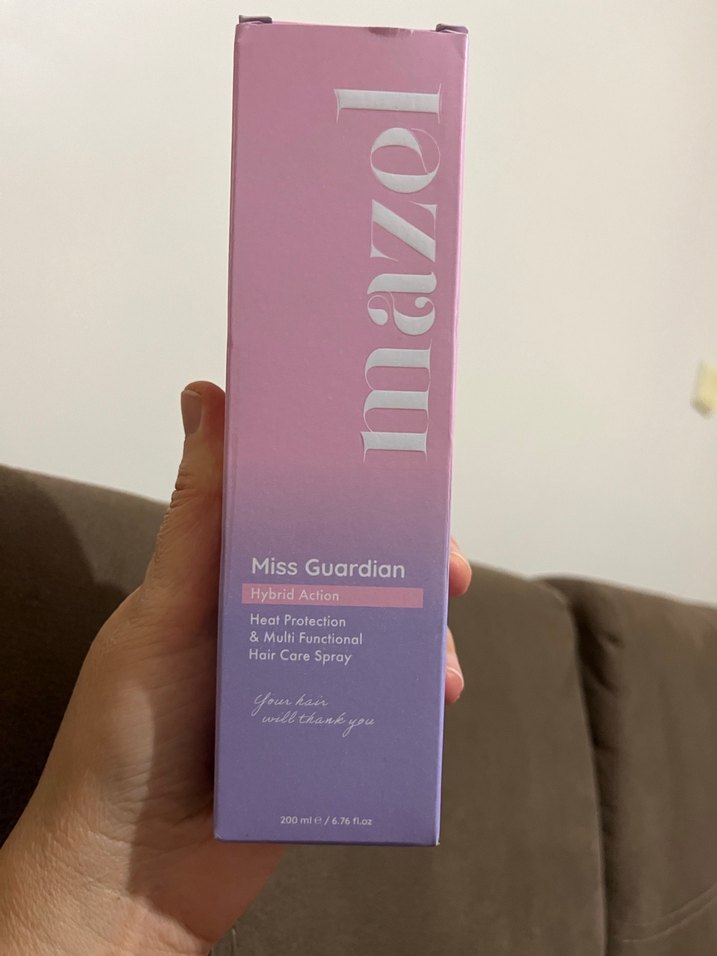 mazel
Miss Guardian
Hybrid Action
Heat Protection
& Multi Functional
Hair Care Spray
Your hair
will thank you
200 ml ℮ / 6.76 fl.oz